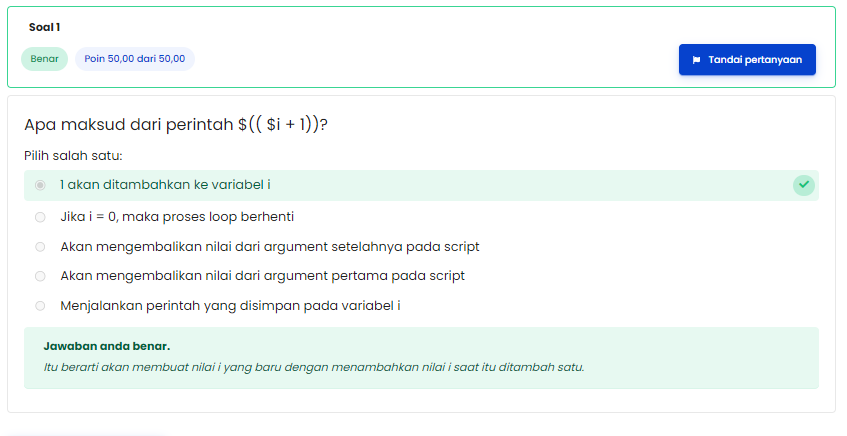 Soal 1
Benar
Poin 50,00 dari 50,00
Tandai pertanyaan
Apa maksud dari perintah $(( $i + 1))?
Pilih salah satu:
1 akan ditambahkan ke variabel i
Jika i = 0, maka proses loop berhenti
Akan mengembalikan nilai dari argument setelahnya pada script
Akan mengembalikan nilai dari argument pertama pada script
Menjalankan perintah yang disimpan pada variabel i
Jawaban anda benar.
Itu berarti akan membuat nilai i yang baru dengan menambahkan nilai i saat itu ditambah satu.